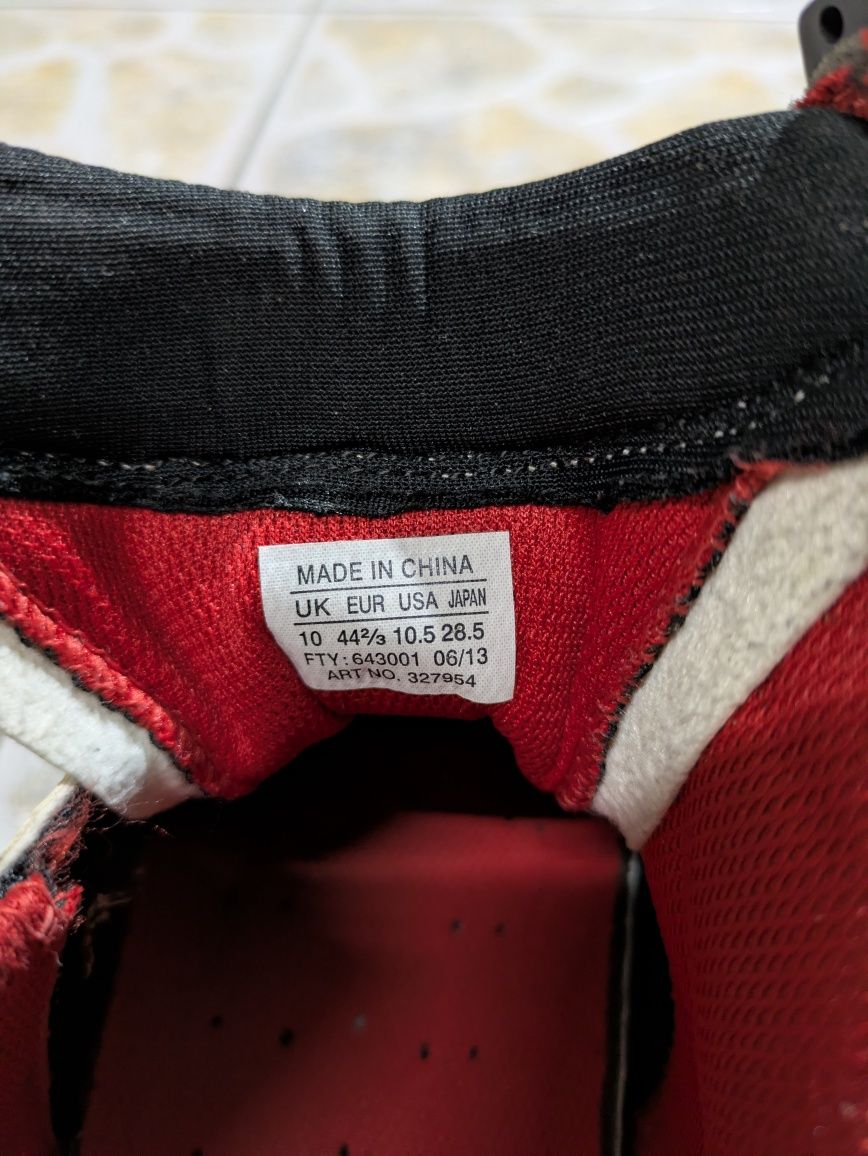 MADE IN CHINA
UK EUR USA JAPAN
10 44⅔ 10.5 28.5
FTY: 643001 06/13
ART NO. 327954